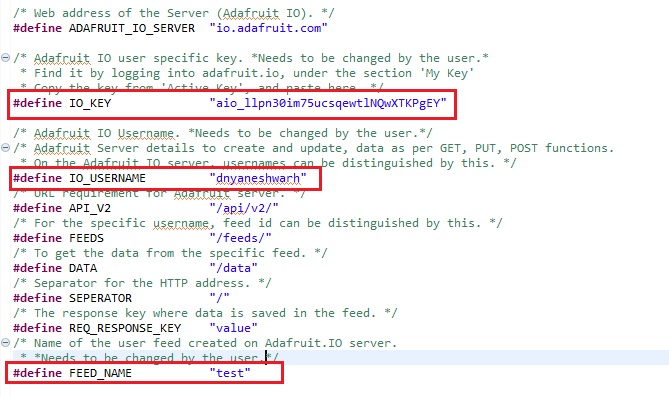 /* Web address of the Server (Adafruit IO). */
#define ADAFRUIT_IO_SERVER "io.adafruit.com"
/* Adafruit IO user specific key. *Needs to be changed by the user.*
* Find it by logging into adafruit.io, under the section 'My Key'
* Copy the key from 'Active Key', and paste here. */
#define IO_KEY "aio_llpn30im75ucsqewtlNQwXTKPgEY"
/* Adafruit IO Username. *Needs to be changed by the user.*/
/* Adafruit Server details to create and update, data as per GET, PUT, POST functions.
* On the Adafruit IO server, usernames can be distinguished by this. */
#define IO_USERNAME "dnyaneshwarh"
/* URL requirement for Adafruit server. */
#define API_V2 "/api/v2/"
/* For the specific username, feed id can be distinguished by this. */
#define FEEDS "/feeds/"
/* To get the data from the specific feed. */
#define DATA "/data"
/* Separator for the HTTP address. */
#define SEPERATOR "/"
/* The response key where data is saved in the feed. */
#define REQ_RESPONSE_KEY "value"
/* Name of the user feed created on Adafruit.IO server.
* *Needs to be changed by the user.*/
#define FEED_NAME "test"